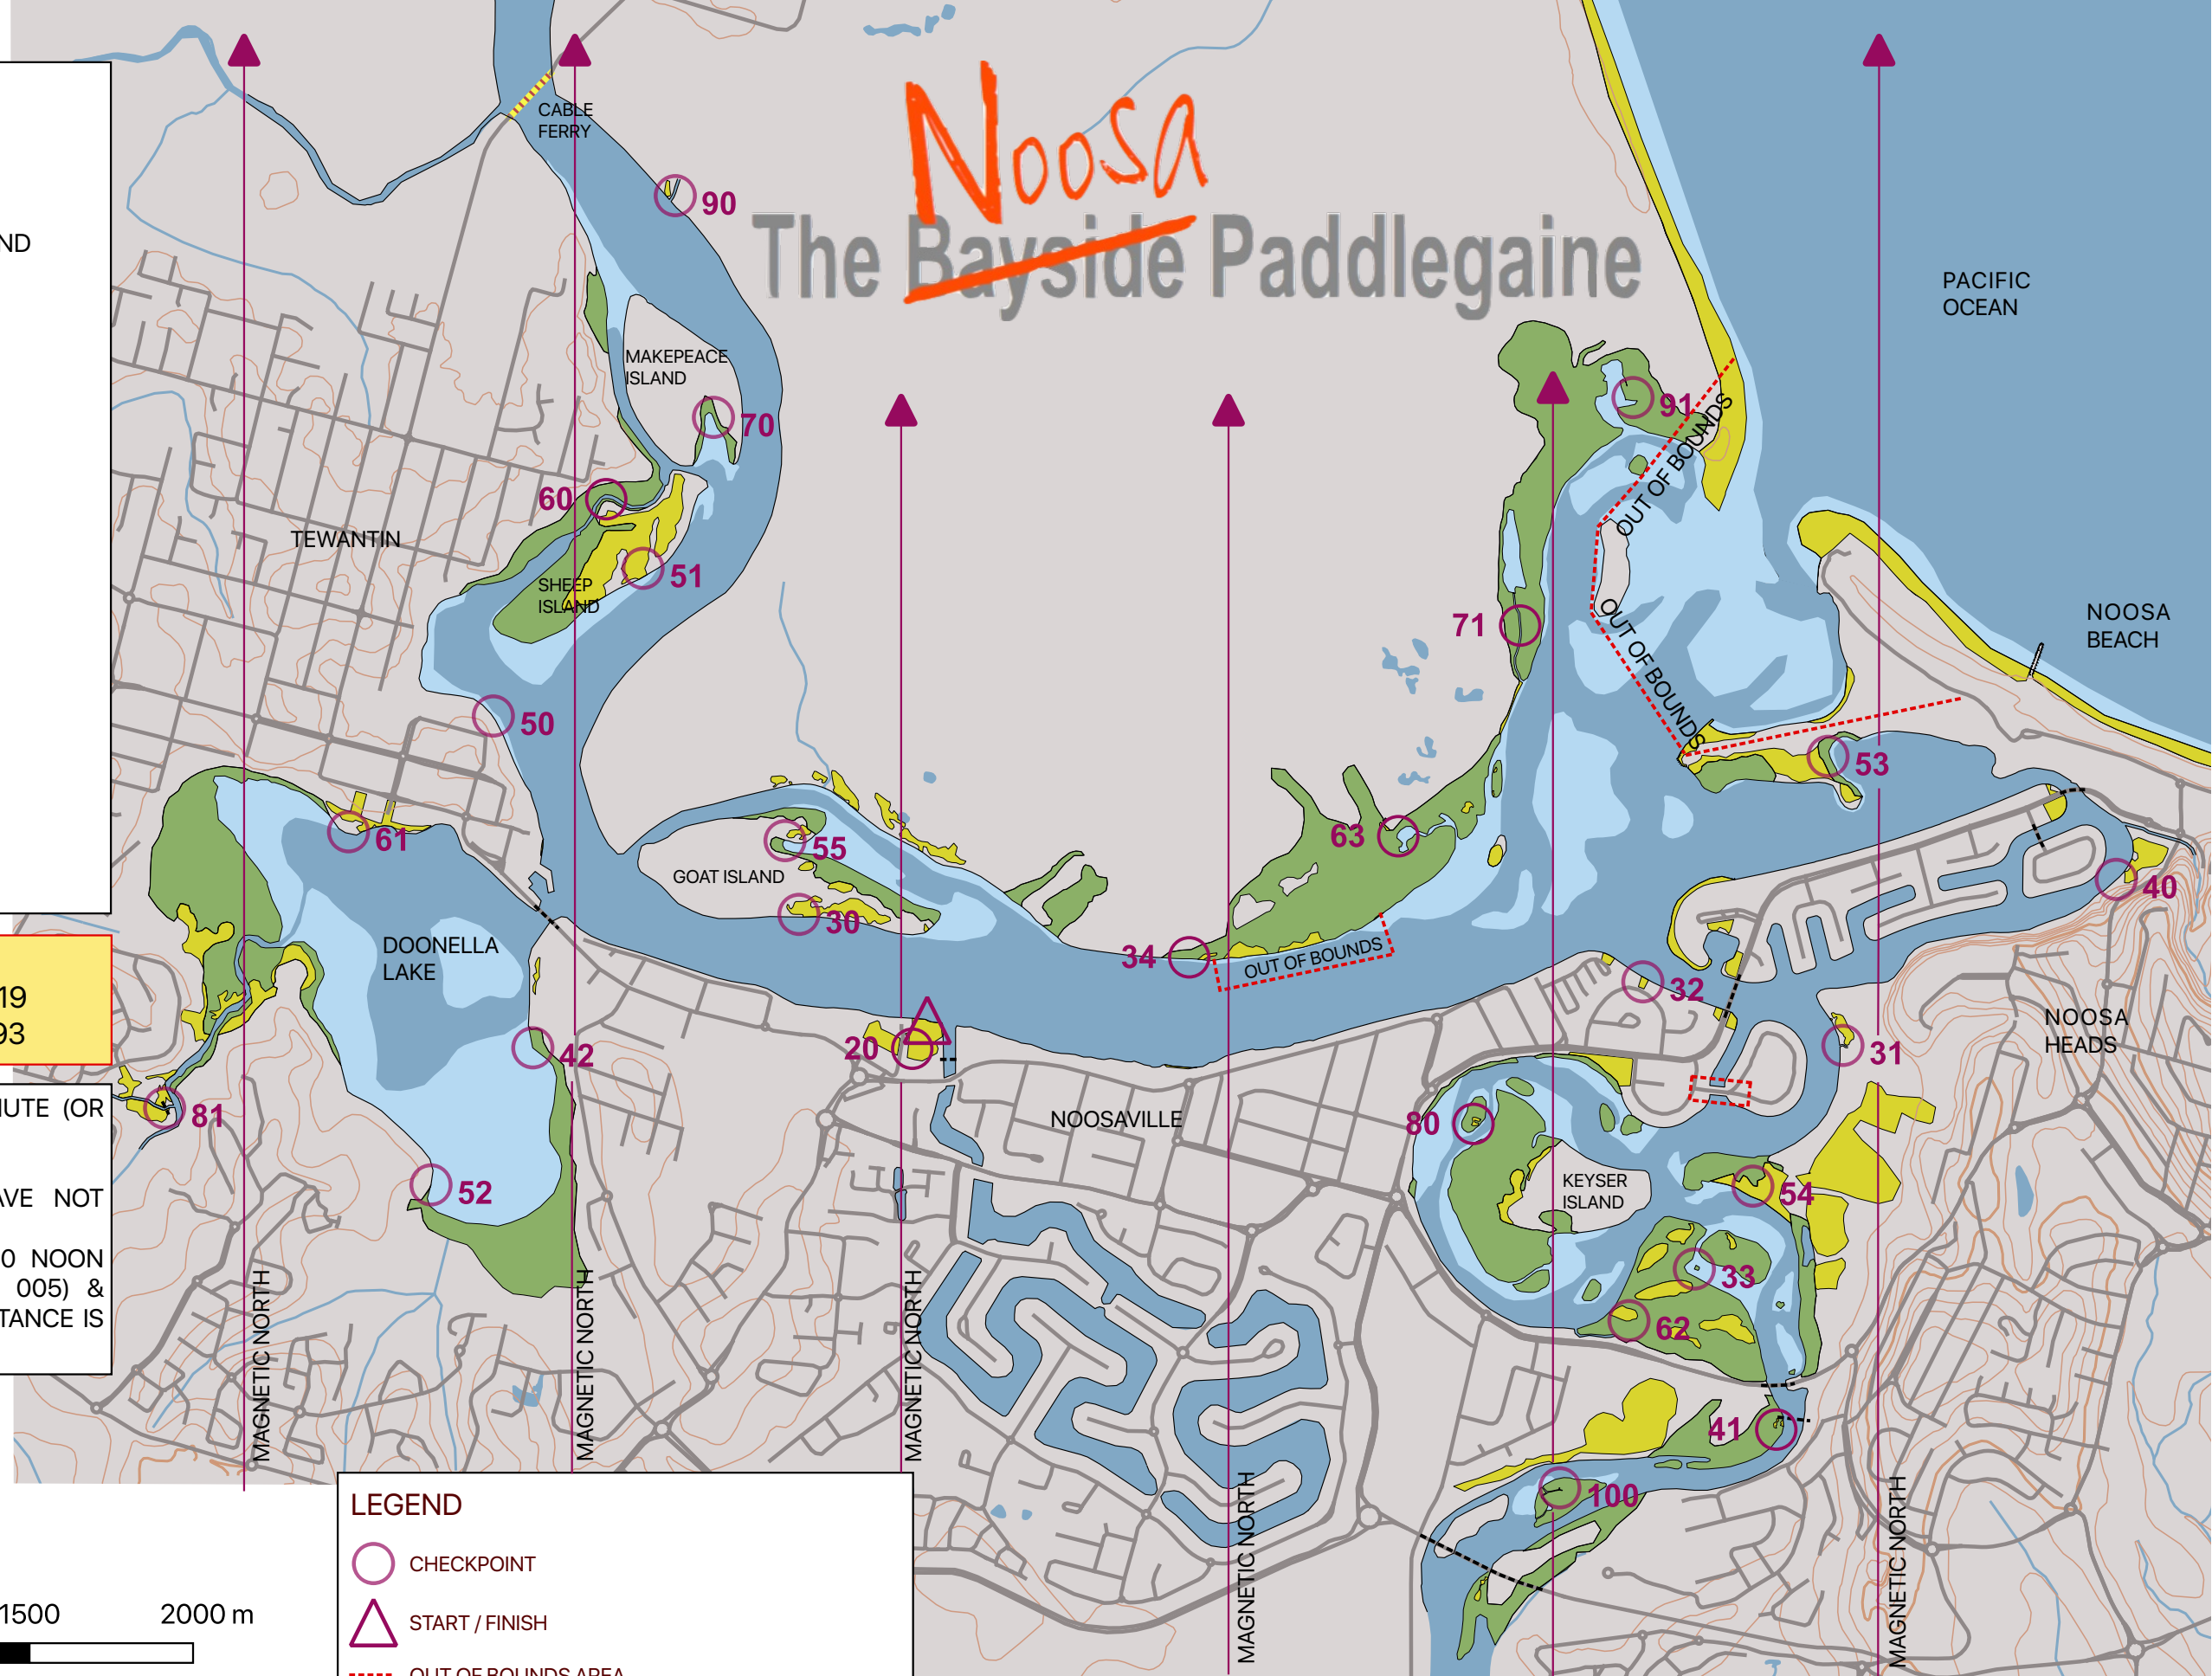 Noosa
The Bayside Paddlegaine
CABLE
FERRY
90
ND
PACIFIC
OCEAN
MAKEPEACE
ISLAND
70
91
OUT OF BOUNDS
60
TEWANTIN
51
SHEEP
ISLAND
71
OUT OF BOUNDS
NOOSA
BEACH
50
53
61
55
63
GOAT ISLAND
30
40
DOONELLA
LAKE
34
OUT OF BOUNDS
32
19
93
NOOSA
HEADS
20
42
31
81
NOOSAVILLE
80
52
KEYSER
ISLAND
54
33
62
41
100
NUTE (OR
AVE NOT
0 NOON
005) &
TANCE IS
MAGNETIC NORTH
MAGNETIC NORTH
MAGNETIC NORTH
MAGNETIC NORTH
MAGNETIC NORTH
LEGEND
CHECKPOINT
START / FINISH
OUT OF BOUNDS AREA
1500
2000 m